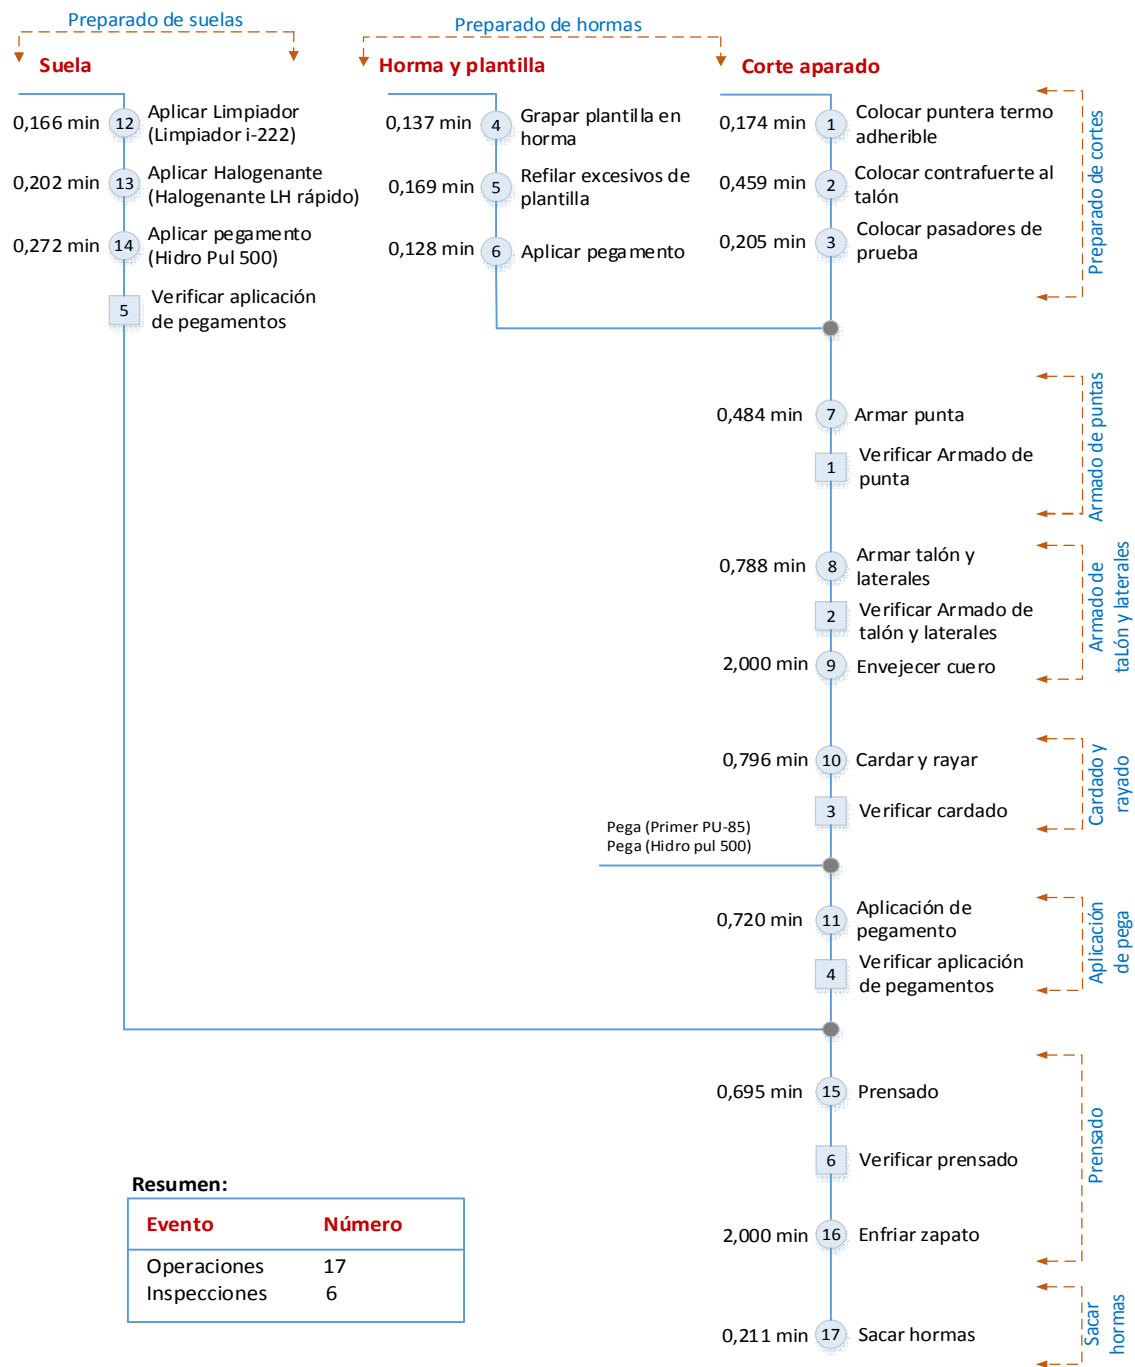 Preparado de suelas
Preparado de hormas
Suela
Horma y plantilla
Corte aparado
0,166 min
12
Aplicar Limpiador
(Limpiador i-222)
0,202 min
13
Aplicar Halogenante
(Halogenante LH rápido)
0,272 min
14
Aplicar pegamento
(Hidro Pul 500)
5
Verificar aplicación
de pegamentos
0,137 min
4
Grapar plantilla en
horma
0,169 min
5
Refilar excesivos de
plantilla
0,128 min
6
Aplicar pegamento
0,174 min
1
Colocar puntera termo
adherible
0,459 min
2
Colocar contrafuerte al
talón
0,205 min
3
Colocar pasadores de
prueba
Preparado de cortes
0,484 min
7
Armar punta
1
Verificar Armado de
punta
Armado de puntas
0,788 min
8
Armar talón y
laterales
2
Verificar Armado de
talón y laterales
2,000 min
9
Envejecer cuero
Armado de
taLón y laterales
0,796 min
10
Cardar y rayar
3
Verificar cardado
Cardado y
rayado
Pega (Primer PU-85)
Pega (Hidro pul 500)
0,720 min
11
Aplicación de
pegamento
4
Verificar aplicación
de pegamentos
Aplicación
de pega
0,695 min
15
Prensado
6
Verificar prensado
2,000 min
16
Enfriar zapato
Prensado
0,211 min
17
Sacar hormas
Sacar
hormas
Resumen:
Evento Número
Operaciones 17
Inspecciones 6